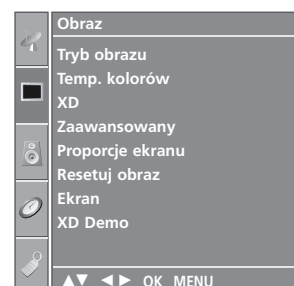 Obraz
Tryb obrazu
Temp. kolorów
XD
Zaawansowany
Proporcje ekranu
Resetuj obraz
Ekran
XD Demo
▲▼ ◄► OK MENU